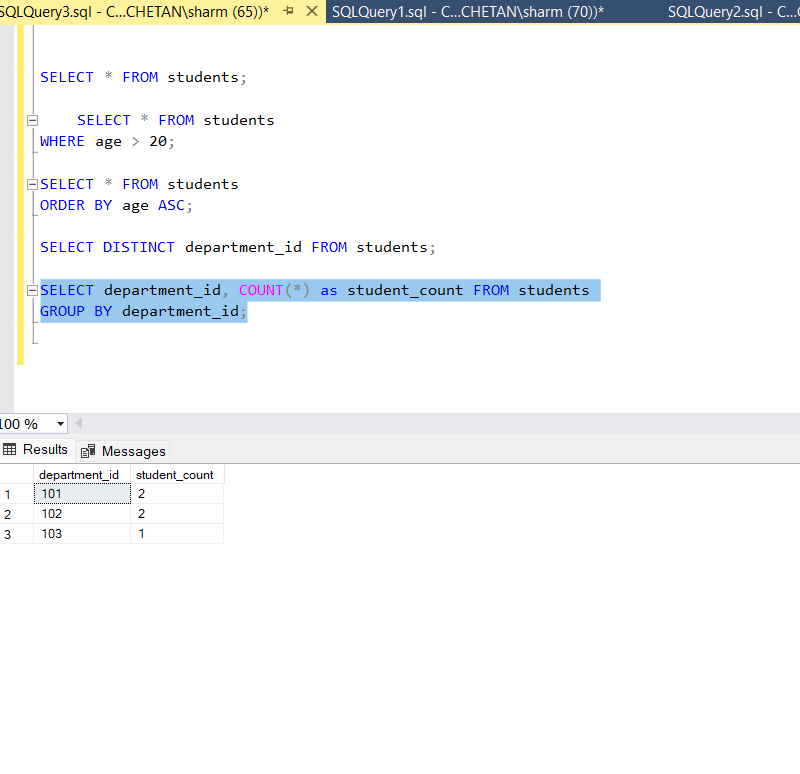 SQLQuery3.sql - C...CHETAN\sharm (65))* SQLQuery1.sql - C...CHETAN\sharm (70))* SQLQuery2.sql - C...
SELECT * FROM students;
SELECT * FROM students
WHERE age > 20;
SELECT * FROM students
ORDER BY age ASC;
SELECT DISTINCT department_id FROM students;
SELECT department_id, COUNT(*) as student_count FROM students
GROUP BY department_id;
100 %
Results Messages
department_id student_count
1 101 2
2 102 2
3 103 1